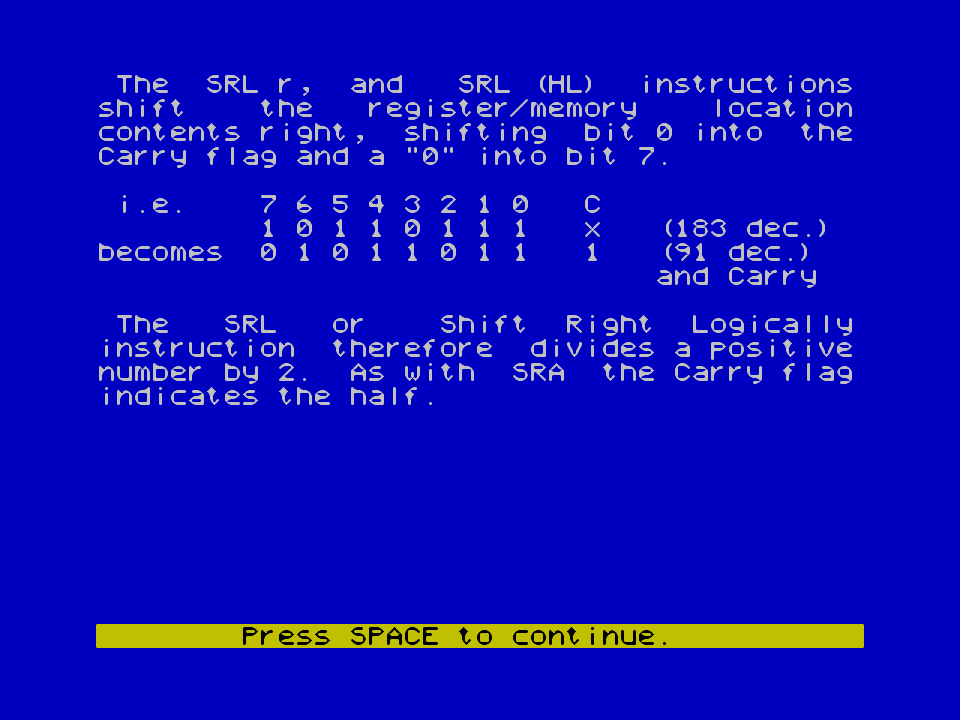 The SRL r, and SRL (HL) instructions
shift the register/memory location
contents right, shifting bit 0 into the
Carry flag and a "0" into bit 7.
i.e. 7 6 5 4 3 2 1 0 C
1 0 1 1 0 1 1 1 x (183 dec.)
becomes 0 1 0 1 1 0 1 1 1 (91 dec.)
and Carry
The SRL or Shift Right Logically
instruction therefore divides a positive
number by 2. As with SRA the Carry flag
indicates the half.
Press SPACE to continue.